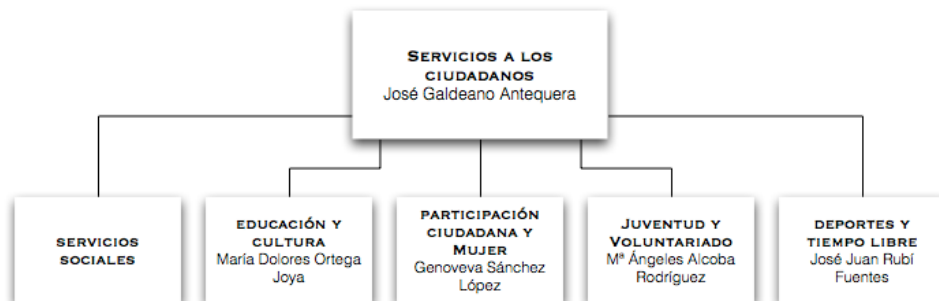 SERVICIOS A LOS
CIUDADANOS
José Galdeano Antequera
SERVICIOS
SOCIALES
EDUCACIÓN Y
CULTURA
María Dolores Ortega
Joya
PARTICIPACIÓN
CIUDADANA Y
MUJER
Genoveva Sánchez
López
JUVENTUD Y
VOLUNTARIADO
Mª Ángeles Alcoba
Rodríguez
DEPORTES Y
TIEMPO LIBRE
José Juan Rubí
Fuentes